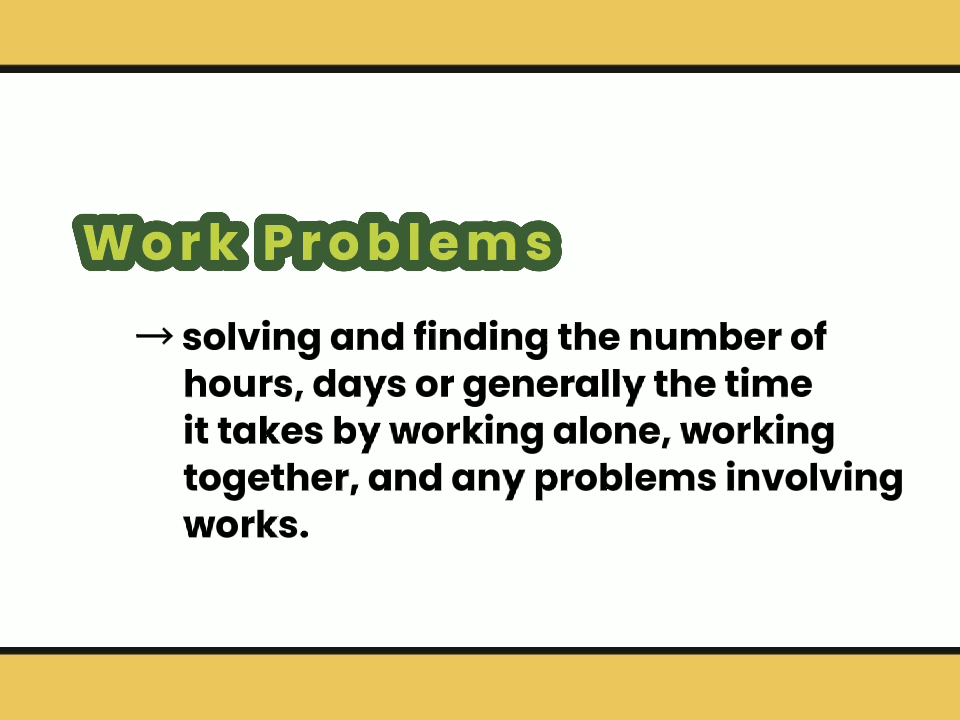 Work Problems
→ solving and finding the number of
hours, days or generally the time
it takes by working alone, working
together, and any problems involving
works.